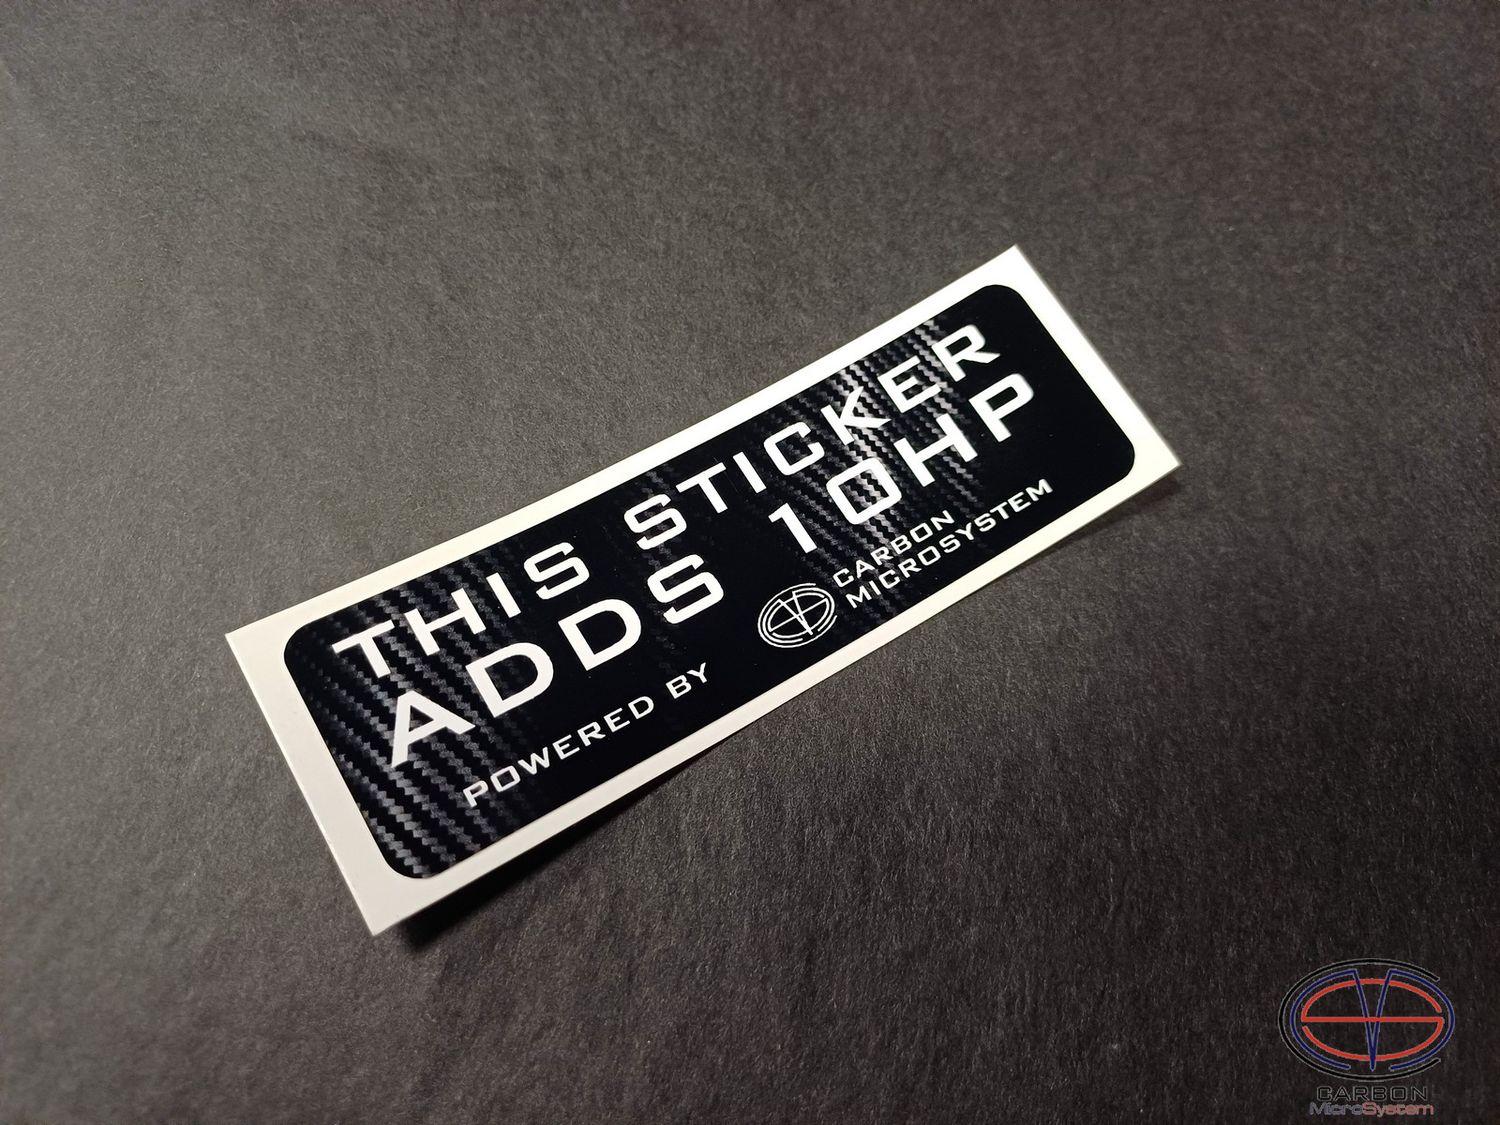 THIS STICKER
ADDS 10HP
POWERED BY
CARBON
MICROSYSTEM
CARBON
MicroSystem